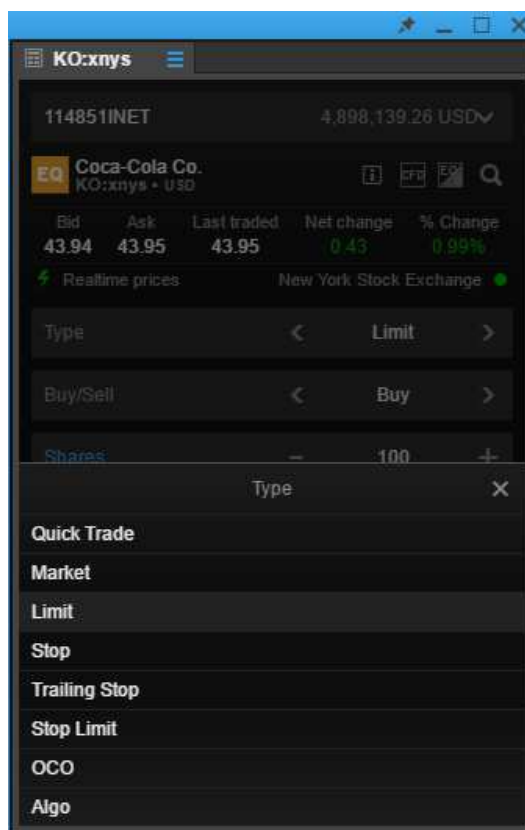 KO:xnys
114851INET 4,898,139.26 USD
EQ Coca-Cola Co.
KO:xnys • USD
CFD
Bid Ask Last traded Net change % Change
43.94 43.95 43.95 0.43 0.99%
Realtime prices New York Stock Exchange
Type Limit
Buy/Sell Buy
Shares − 100 +
Type
Quick Trade
Market
Limit
Stop
Trailing Stop
Stop Limit
OCO
Algo